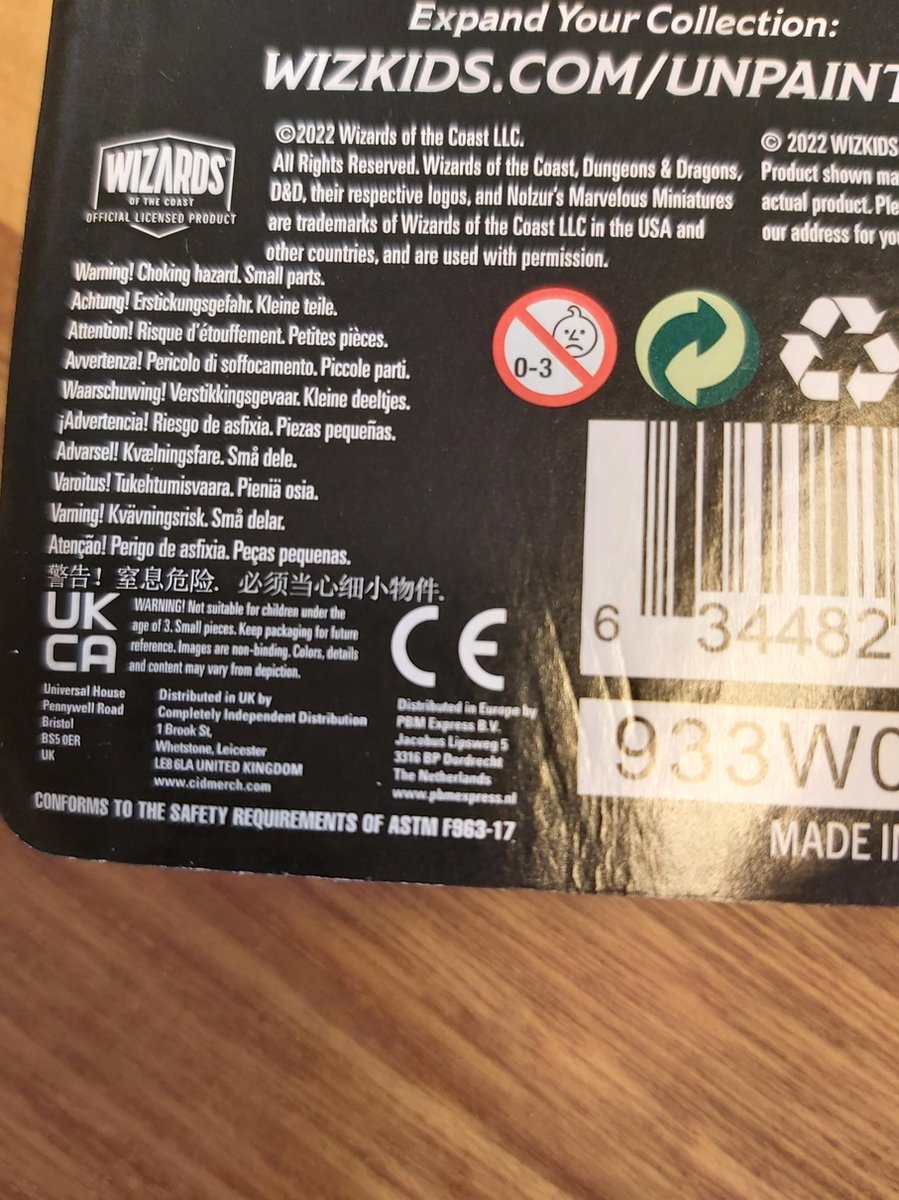 Expand Your Collection:
WIZKIDS.COM/UNPAINT
WIZARDS
OF THE COAST
OFFICIAL LICENSED PRODUCT
©2022 Wizards of the Coast LLC.
All Rights Reserved. Wizards of the Coast, Dungeons & Dragons,
D&D, their respective logos, and Nolzur's Marvelous Miniatures
are trademarks of Wizards of the Coast LLC in the USA and
other countries, and are used with permission.
© 2022 WIZKIDS
Product shown ma
actual product. Ple
our address for you
Warning! Choking hazard. Small parts.
Achtung! Erstickungsgefahr. Kleine teile.
Attention! Risque d'étouffement. Petites pièces.
Avvertenza! Pericolo di soffocamento. Piccole parti.
Waarschuwing! Verstikkingsgevaar. Kleine deeltjes.
¡Advertencia! Riesgo de asfixia. Piezas pequeñas.
Advarsel! Kvælningsfare. Små dele.
Varoitus! Tukehtumisvaara. Pieniä osia.
Varning! Kvävningsrisk. Små delar.
Atenção! Perigo de asfixia. Peças pequenas.
警告！窒息危险. 必须当心细小物件.
0-3
UK
CA
WARNING! Not suitable for children under the
age of 3. Small pieces. Keep packaging for future
reference. Images are non-binding. Colors, details
and content may vary from depiction.
CE
6 34482
Universal House
Pennywell Road
Bristol
BS5 0ER
UK
Distributed in UK by
Completely Independent Distribution
1 Brook St,
Whetstone, Leicester
LE8 6LA UNITED KINGDOM
www.cidmerch.com
Distributed in Europe by
PBM Express B.V.
Jacobus Lipsweg 5
3316 BP Dordrecht
The Netherlands
www.pbmexpress.nl
933WO
CONFORMS TO THE SAFETY REQUIREMENTS OF ASTM F963-17
MADE IN